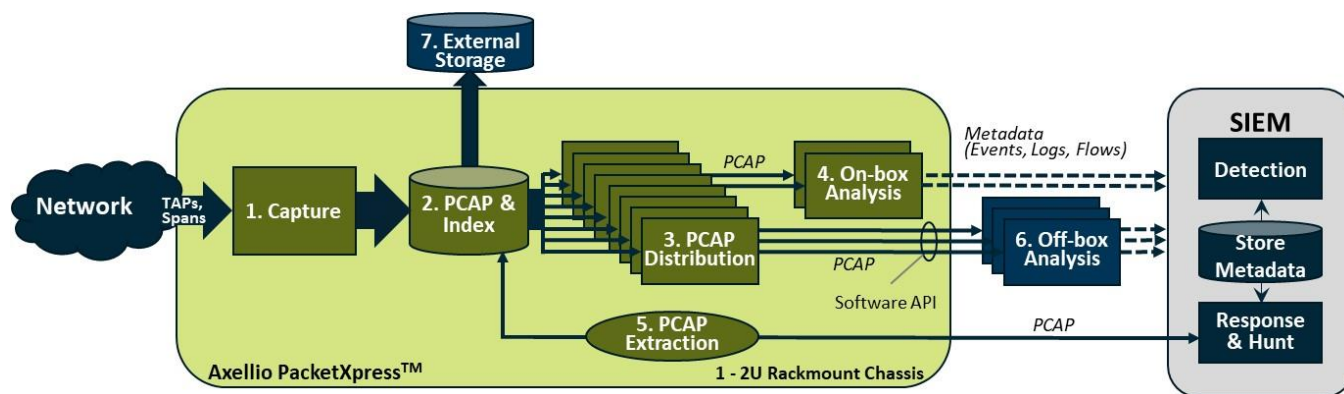 7. External
Storage
Network
TAPs,
Spans
1. Capture
2. PCAP &
Index
3. PCAP
Distribution
PCAP
PCAP
4. On-box
Analysis
Metadata
(Events, Logs, Flows)
6. Off-box
Analysis
Software API
5. PCAP
Extraction
PCAP
SIEM
Detection
Store
Metadata
Response
& Hunt
Axellio PacketXpress™
1 - 2U Rackmount Chassis